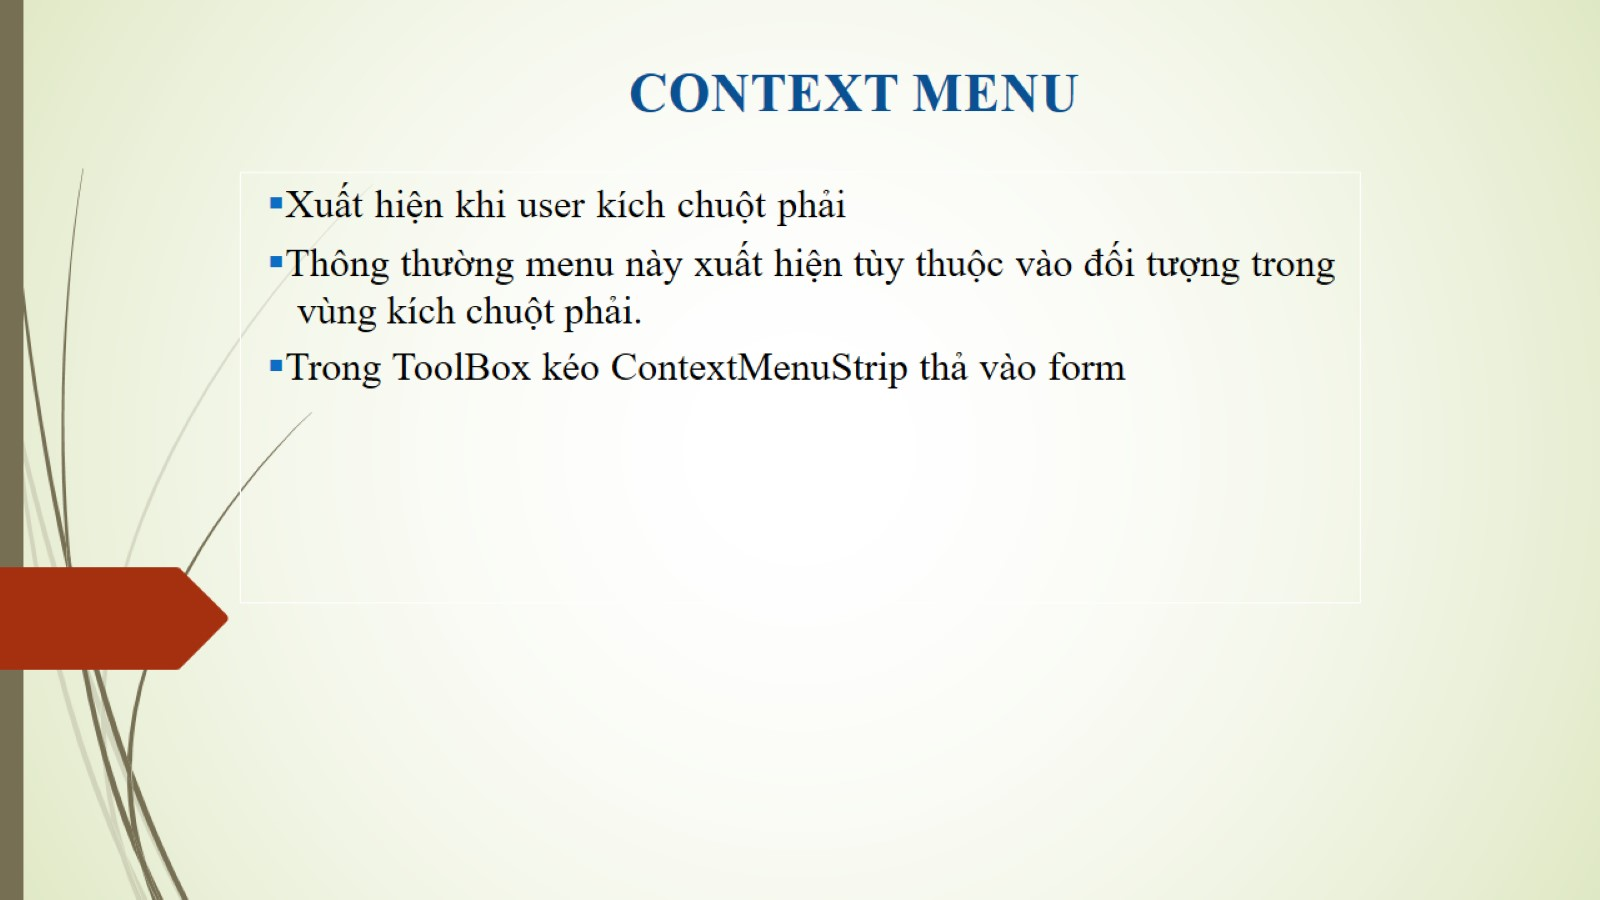 CONTEXT MENU
▪Xuất hiện khi user kích chuột phải
▪Thông thường menu này xuất hiện tùy thuộc vào đối tượng trong
vùng kích chuột phải.
▪Trong ToolBox kéo ContextMenuStrip thả vào form